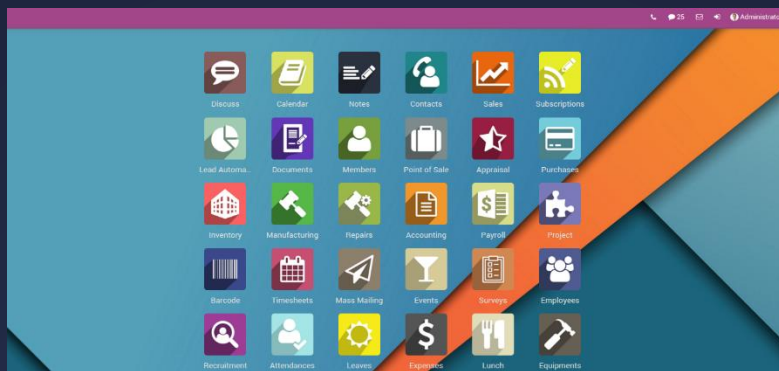 25 Administrator
Discuss Calendar Notes Contacts Sales Subscriptions
Lead Automa... Documents Members Point of Sale Appraisal Purchases
Inventory Manufacturing Repairs Accounting Payroll Project
Barcode Timesheets Mass Mailing Events Surveys Employees
Recruitment Attendances Leaves Expenses Lunch Equipments